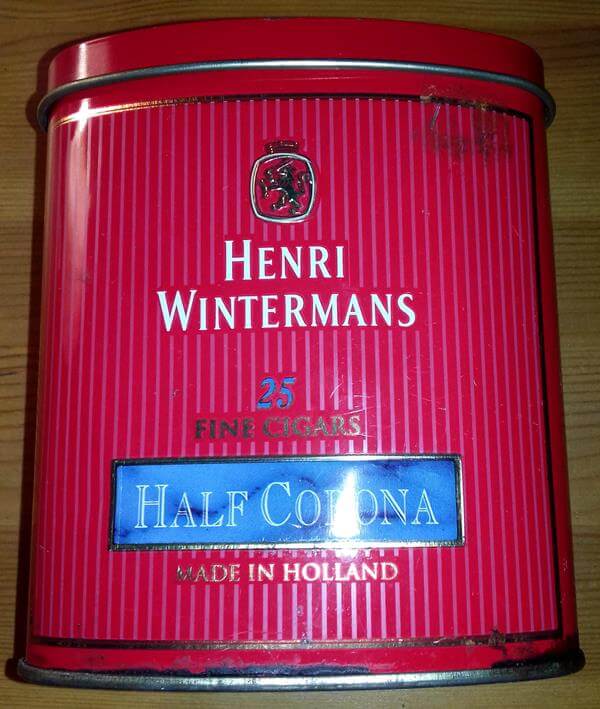 HENRI
WINTERMANS
25
FINE CIGARS
HALF CORONA
MADE IN HOLLAND